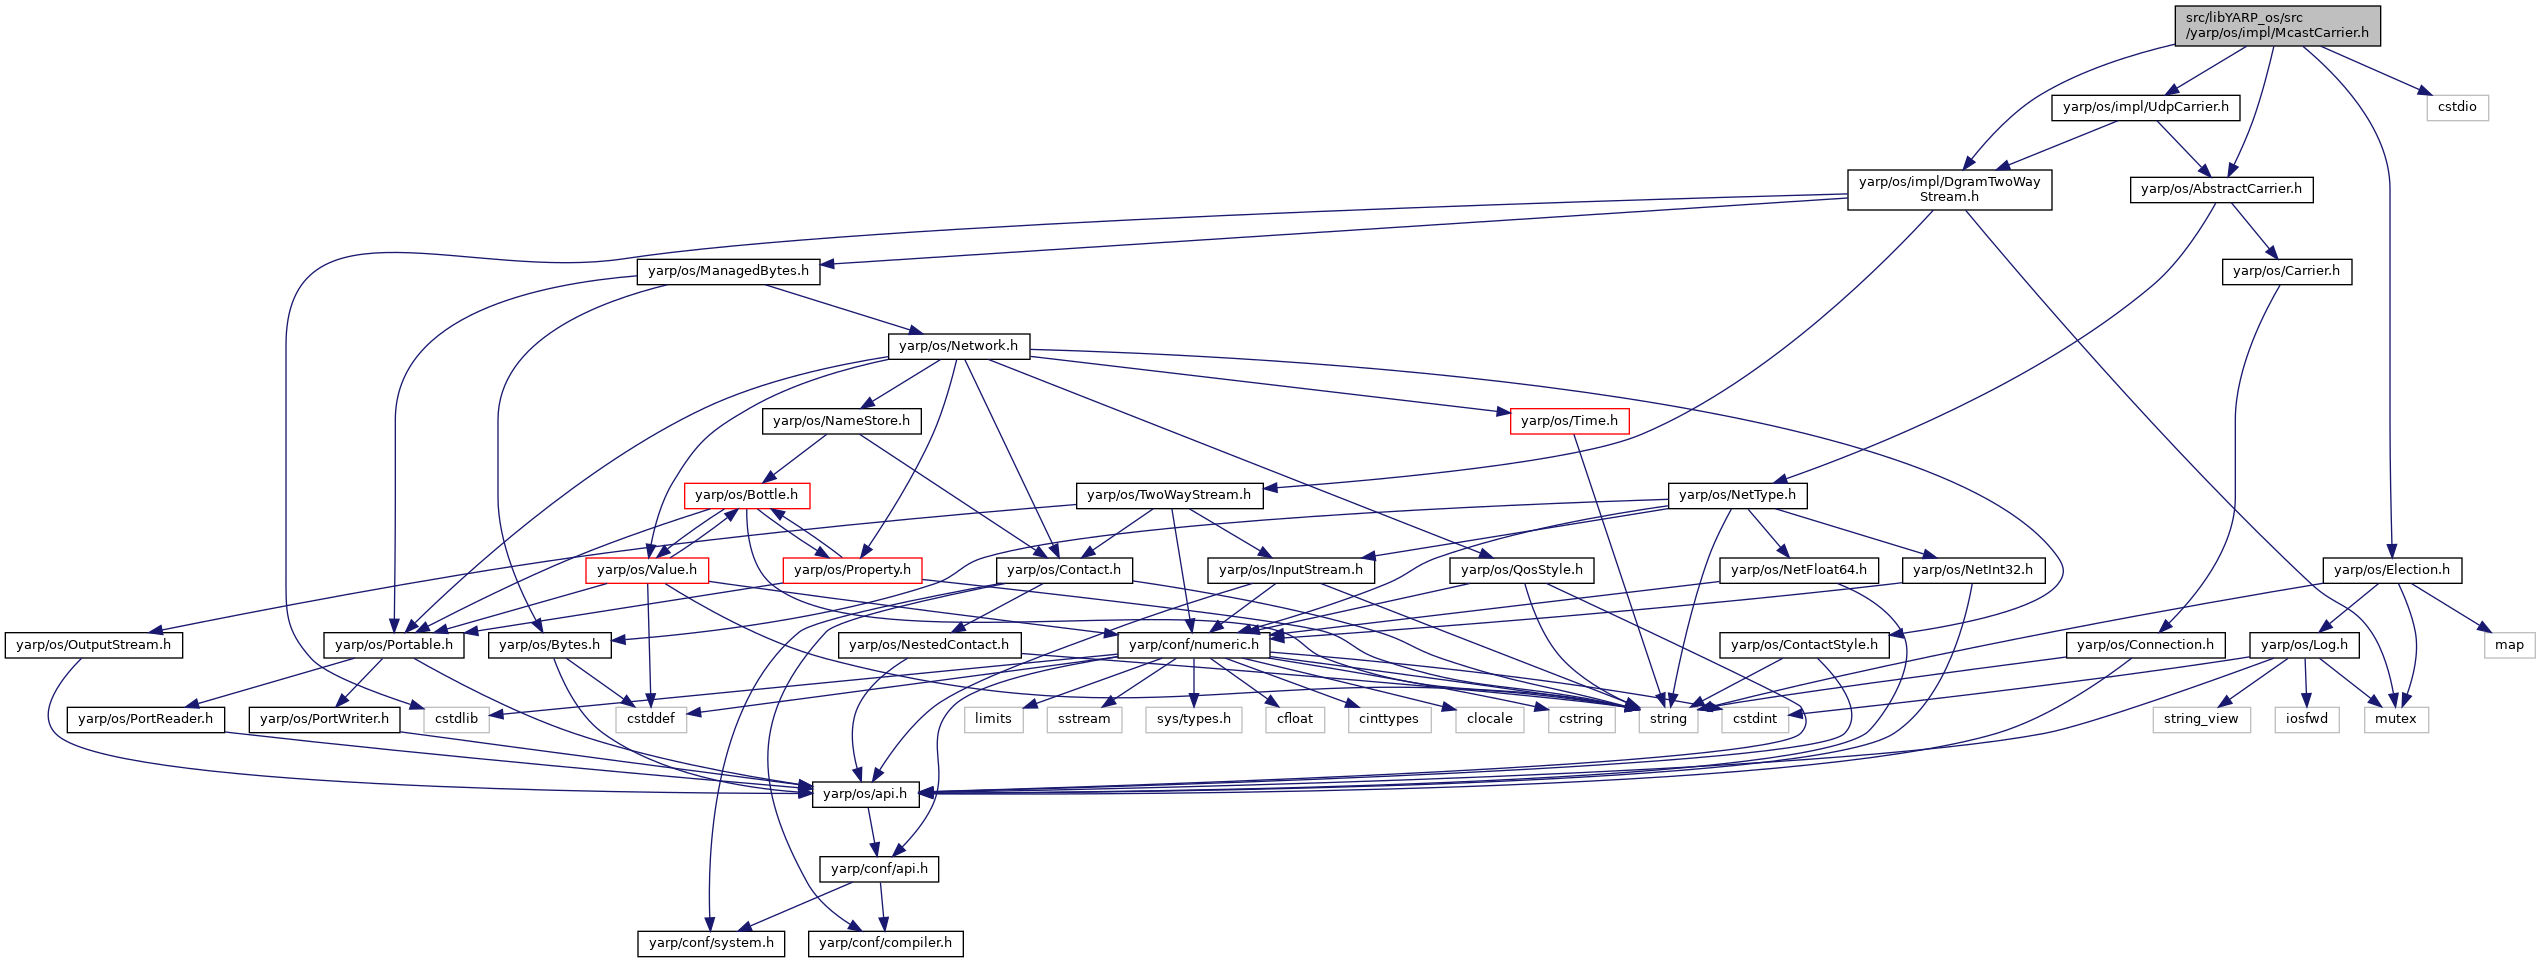 src/libYARP_os/src
/yarp/os/impl/McastCarrier.h
yarp/os/impl/UdpCarrier.h
cstdio
yarp/os/impl/DgramTwoWay
Stream.h
yarp/os/AbstractCarrier.h
yarp/os/ManagedBytes.h
yarp/os/Carrier.h
yarp/os/Network.h
yarp/os/NameStore.h
yarp/os/Time.h
yarp/os/Bottle.h
yarp/os/TwoWayStream.h
yarp/os/NetType.h
yarp/os/Value.h
yarp/os/Property.h
yarp/os/Contact.h
yarp/os/InputStream.h
yarp/os/QosStyle.h
yarp/os/NetFloat64.h
yarp/os/NetInt32.h
yarp/os/Election.h
yarp/os/OutputStream.h
yarp/os/Portable.h
yarp/os/Bytes.h
yarp/os/NestedContact.h
yarp/conf/numeric.h
yarp/os/ContactStyle.h
yarp/os/Connection.h
yarp/os/Log.h
map
yarp/os/PortReader.h
yarp/os/PortWriter.h
cstdlib
cstddef
limits
sstream
sys/types.h
cfloat
cinttypes
clocale
cstring
string
cstdint
string_view
iosfwd
mutex
yarp/os/api.h
yarp/conf/api.h
yarp/conf/system.h
yarp/conf/compiler.h